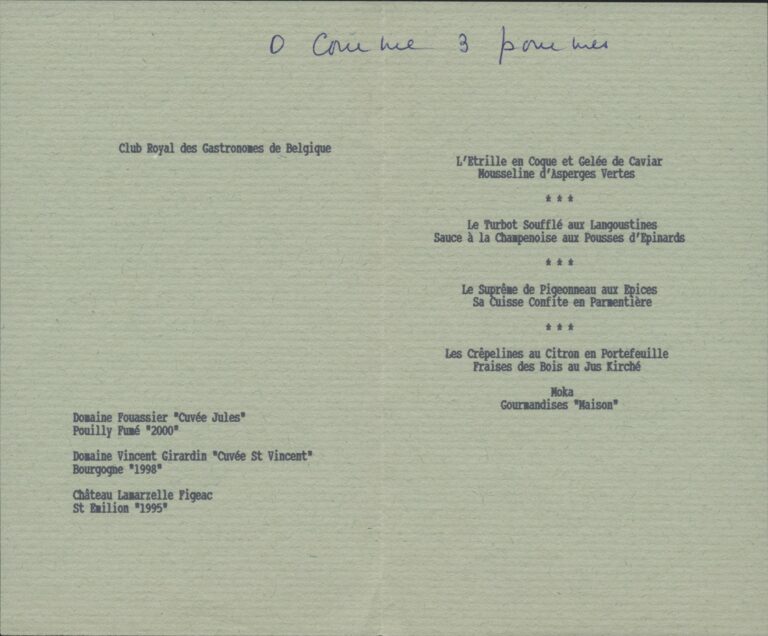 O comme 3 pommes
Club Royal des Gastronomes de Belgique
Domaine Fouassier "Cuvée Jules"
Pouilly Fumé "2000"
Domaine Vincent Girardin "Cuvée St Vincent"
Bourgogne "1998"
Château Lamarzelle Figeac
St Emilion "1995"
L'Etrille en Coque et Gelée de Caviar
Mousseline d'Asperges Vertes
* * *
Le Turbot Soufflé aux Langoustines
Sauce à la Champenoise aux Pousses d'Epinards
* * *
Le Suprême de Pigeonneau aux Epices
Sa Cuisse Confite en Parmentière
* * *
Les Crêpelines au Citron en Portefeuille
Fraises des Bois au Jus Kirché
Moka
Gourmandises "Maison"